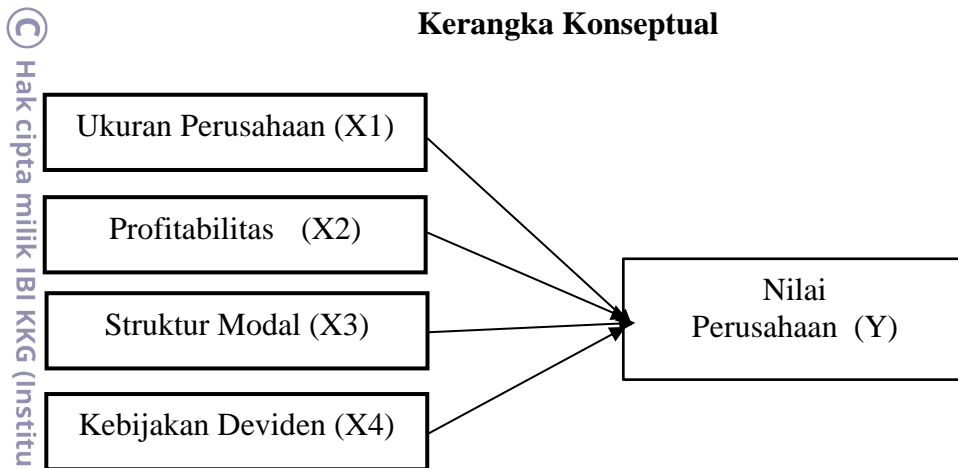 Kerangka Konseptual
© Hak cipta milik IBI KKG (Institu
Ukuran Perusahaan (X1)
Profitabilitas (X2)
Struktur Modal (X3)
Kebijakan Deviden (X4)
Nilai
Perusahaan (Y)